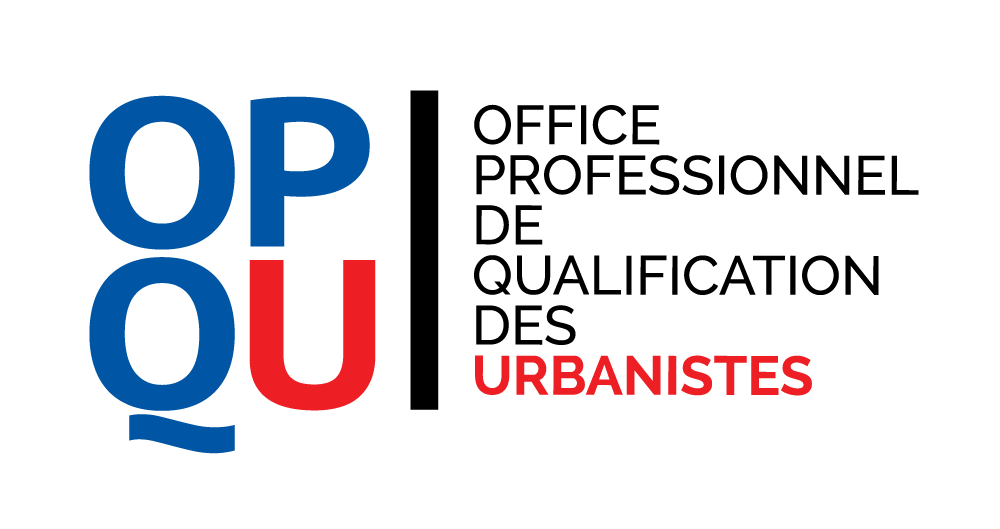 OP
QU
OFFICE
PROFESSIONNEL
DE
QUALIFICATION
DES
URBANISTES